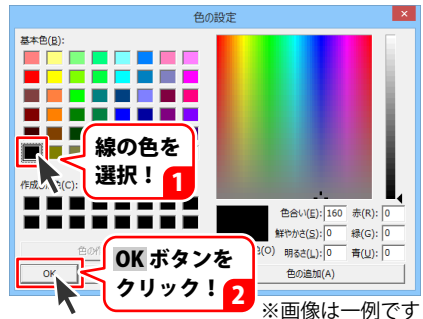 色の設定
基本色(B):
線の色を
選択！
1
作成した色(C):
色合い(E): 160 赤(R): 0
鮮やかさ(S): 0 緑(G): 0
明るさ(L): 0 青(U): 0
OK
色の追加(A)
OKボタンを
クリック！
2
※画像は一例です